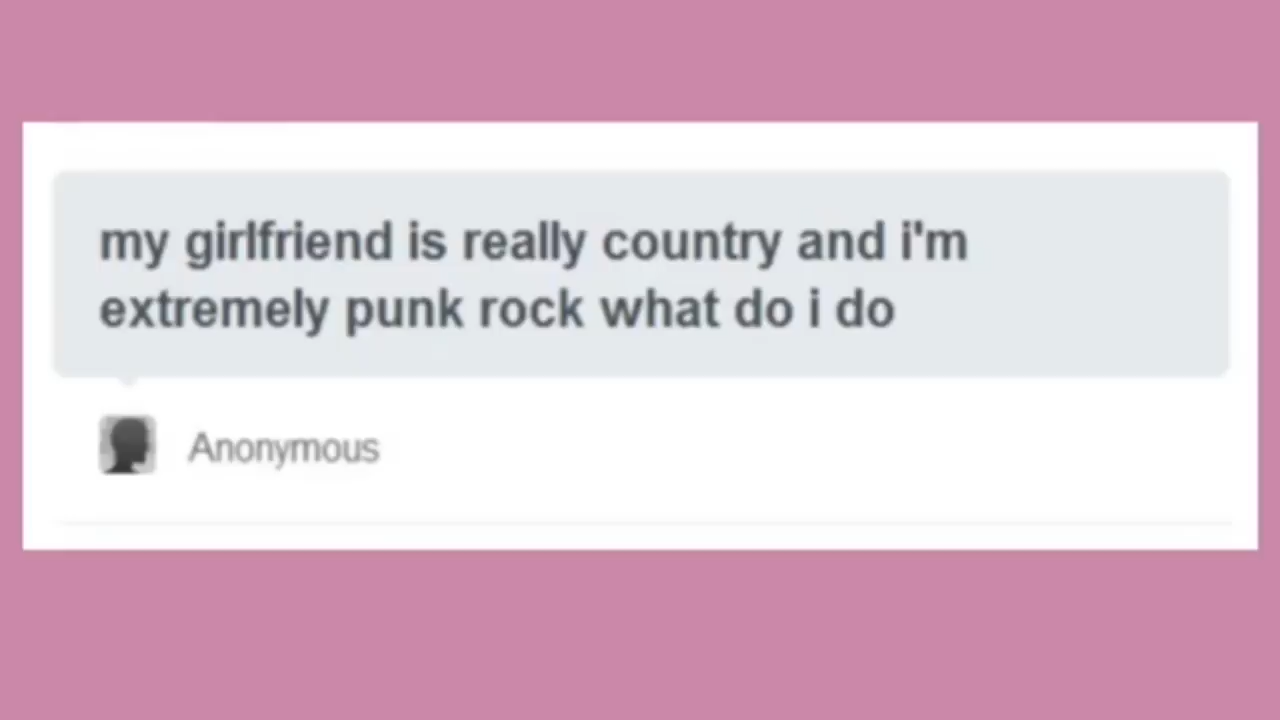 my girlfriend is really country and i'm
extremely punk rock what do i do
Anonymous